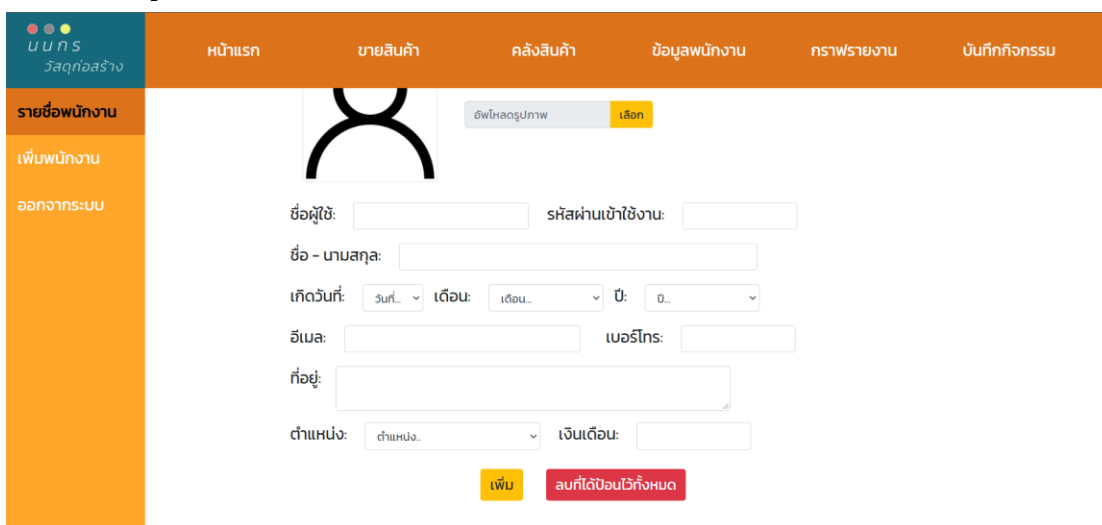 นนทร
วัสดุก่อสร้าง
หน้าแรก ขายสินค้า คลังสินค้า ข้อมูลพนักงาน กราฟรายงาน บันทึกกิจกรรม
รายชื่อพนักงาน
เพิ่มพนักงาน
ออกจากระบบ
อัพโหลดรูปภาพ เลือก
ชื่อผู้ใช้: รหัสผ่านเข้าใช้งาน:
ชื่อ - นามสกุล:
เกิดวันที่: วันที่... เดือน: เดือน... ปี: ปี...
อีเมล: เบอร์โทร:
ที่อยู่:
ตำแหน่ง: ตำแหน่ง.. เงินเดือน:
เพิ่ม ลบที่ได้ป้อนไว้ทั้งหมด